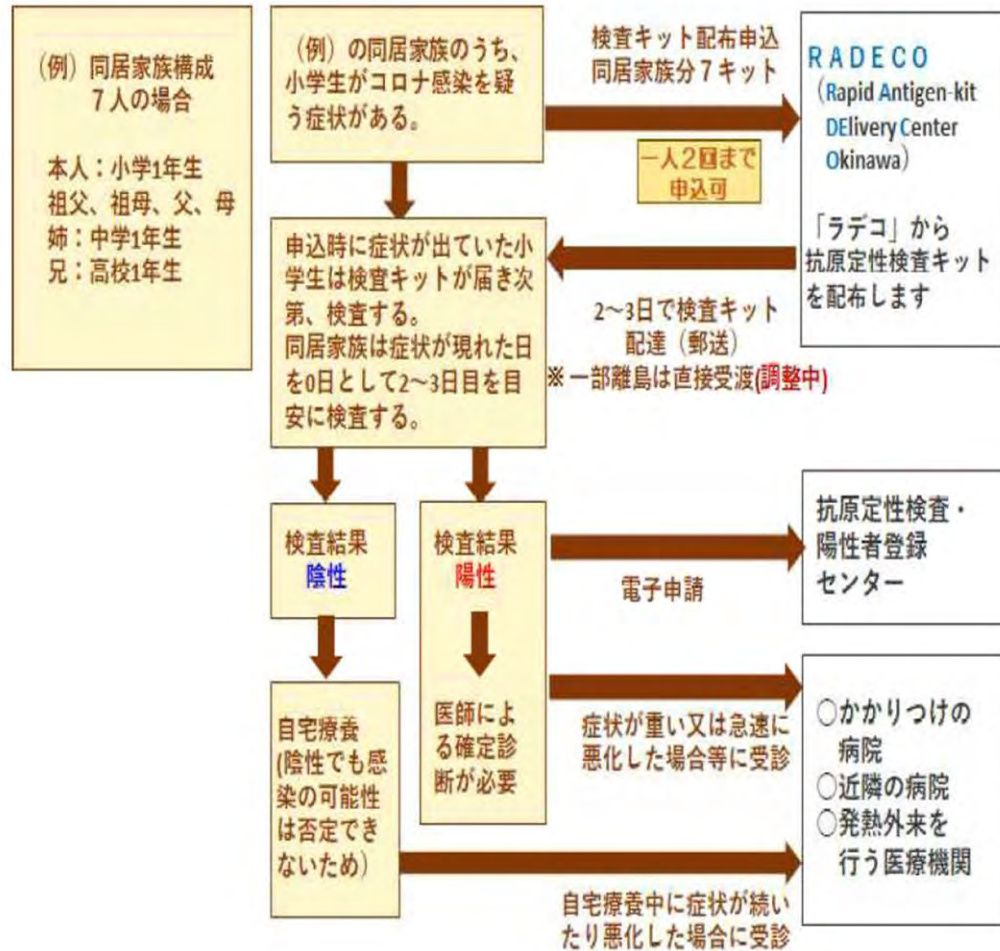 (例) 同居家族構成
７人の場合
本人：小学1年生
祖父、祖母、父、母
姉：中学1年生
兄：高校1年生
（例）の同居家族のうち、
小学生がコロナ感染を疑
う症状がある。
検査キット配布申込
同居家族分７キット
一人２回まで
申込可
RADECO
（Rapid Antigen-kit
DElivery Center
Okinawa）
「ラデコ」から
抗原定性検査キット
を配布します
申込時に症状が出ていた小
学生は検査キットが届き次
第、検査する。
同居家族は症状が現れた日
を0日として2～3日目を目
安に検査する。
2～3日で検査キット
配達（郵送）
※ 一部離島は直接受渡(調整中)
検査結果
陰性
検査結果
陽性
電子申請
抗原定性検査・
陽性者登録
センター
自宅療養
(陰性でも感
染の可能性
は否定でき
ないため）
医師によ
る確定診
断が必要
症状が重い又は急速に
悪化した場合等に受診
○かかりつけの
病院
○近隣の病院
○発熱外来を
行う医療機関
自宅療養中に症状が続い
たり悪化した場合に受診